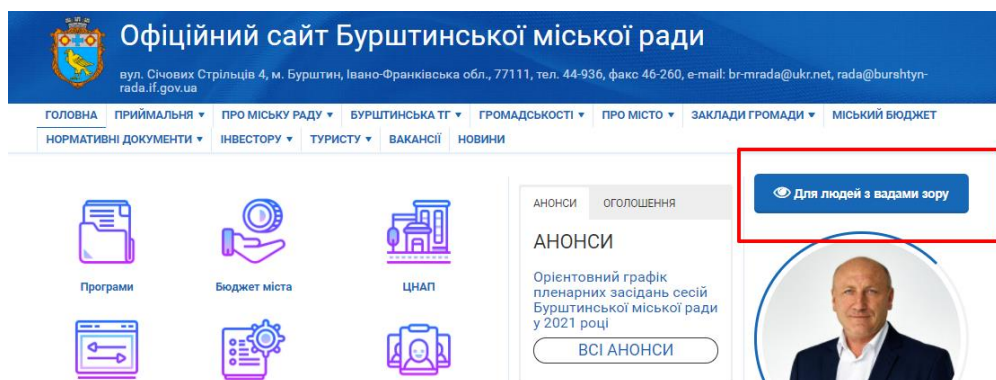 Офіційний сайт Бурштинської міської ради
вул. Січових Стрільців 4, м. Бурштин, Івано-Франківська обл., 77111, тел. 44-936, факс 46-260, e-mail: br-mrada@ukr.net, rada@burshtyn-
rada.if.gov.ua
ГОЛОВНА ПРИЙМАЛЬНЯ ПРО МІСЬКУ РАДУ БУРШТИНСЬКА ТГ ГРОМАДСЬКОСТІ ПРО МІСТО ЗАКЛАДИ ГРОМАДИ МІСЬКИЙ БЮДЖЕТ
НОРМАТИВНІ ДОКУМЕНТИ ІНВЕСТОРУ ТУРИСТУ ВАКАНСІЇ НОВИНИ
Програми
Бюджет міста
ЦНАП
АНОНСИ ОГОЛОШЕННЯ
АНОНСИ
Орієнтовний графік
пленарних засідань сесій
Бурштинської міської ради
у 2021 році
ВСІ АНОНСИ
Для людей з вадами зору